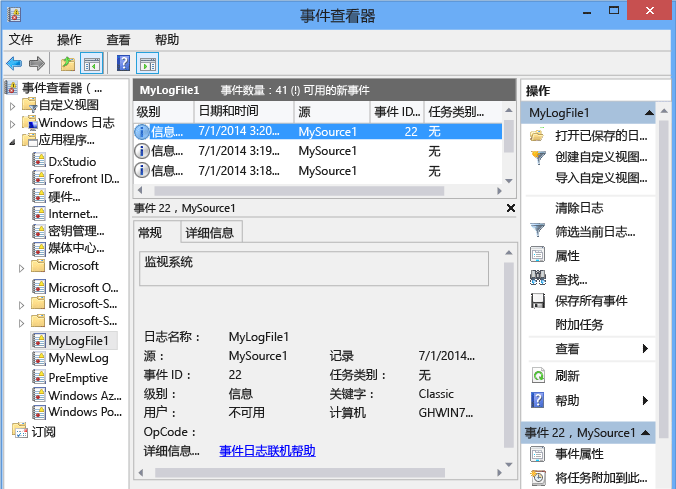 事件查看器
文件 操作 查看 帮助
事件查看器 (...
自定义视图
Windows 日志
应用程序...
DxStudio
Forefront ID...
硬件...
Internet...
密钥管理...
媒体中心...
Microsoft
Microsoft O...
Microsoft-S...
Microsoft-S...
MyLogFile1
MyNewLog
PreEmptive
Windows Az...
Windows Po...
订阅
MyLogFile1 事件数量：41 (!) 可用的新事件
级别 日期和时间 源 事件 ID... 任务类别...
信息... 7/1/2014 3:20... MySource1 22 无
信息... 7/1/2014 3:19... MySource1 无
信息... 7/1/2014 3:18... MySource1 无
事件 22，MySource1
常规 详细信息
监视系统
日志名称： MyLogFile1
源： MySource1 记录 7/1/2014...
事件 ID： 22 任务类别： 无
级别： 信息 关键字： Classic
用户： 不可用 计算机 GHWIN7...
OpCode：
详细信息... 事件日志联机帮助
操作
MyLogFile1
打开已保存的日...
创建自定义视图...
导入自定义视图...
清除日志
筛选当前日志...
属性
查找...
保存所有事件
附加任务
查看
刷新
帮助
事件 22，MySource1
事件属性
将任务附加到此...